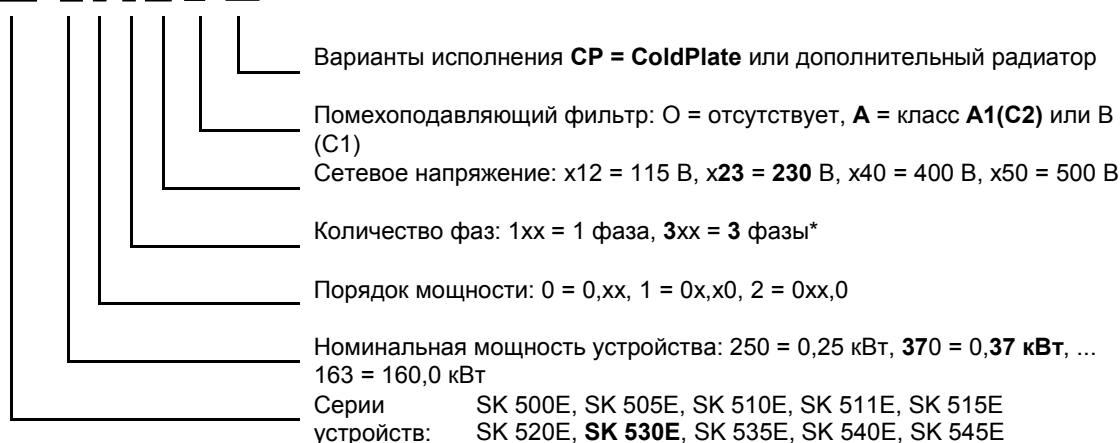 Варианты исполнения CP = ColdPlate или дополнительный радиатор
Помехоподавляющий фильтр: O = отсутствует, A = класс A1(C2) или B
(C1)
Сетевое напряжение: x12 = 115 В, x23 = 230 В, x40 = 400 В, x50 = 500 В
Количество фаз: 1xx = 1 фаза, 3xx = 3 фазы*
Порядок мощности: 0 = 0,xx, 1 = 0x,x0, 2 = 0xx,0
Номинальная мощность устройства: 250 = 0,25 кВт, 370 = 0,37 кВт, ...
163 = 160,0 кВт
Серии SK 500E, SK 505E, SK 510E, SK 511E, SK 515E
устройств: SK 520E, SK 530E, SK 535E, SK 540E, SK 545E